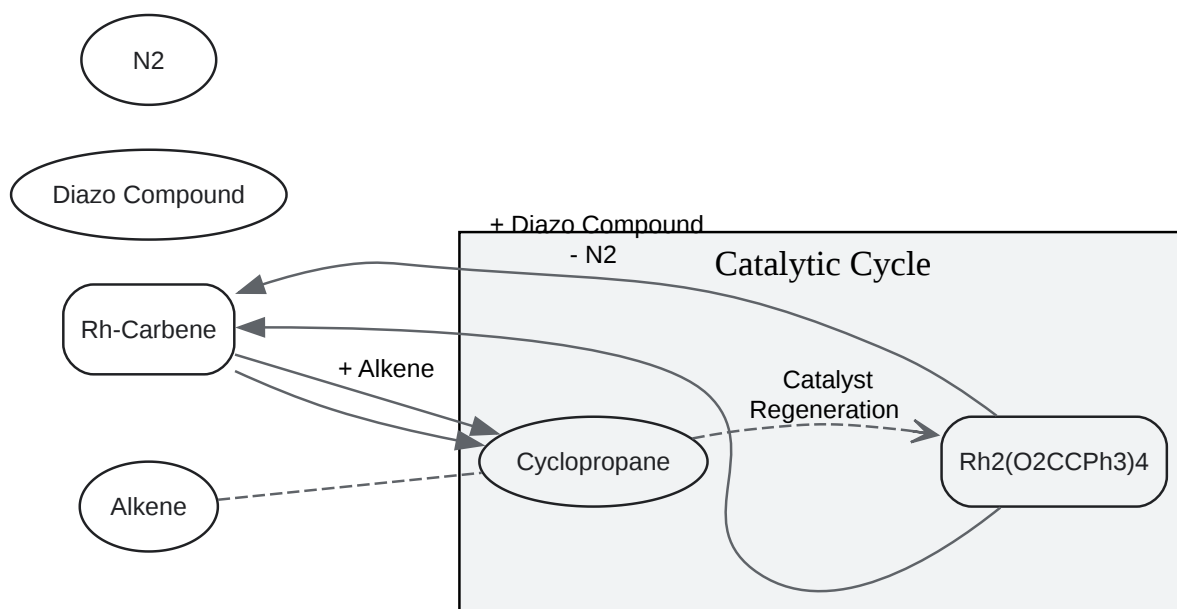 N2
Diazo Compound
+ Diazo Compound
- N2
Catalytic Cycle
Rh-Carbene
+ Alkene
Catalyst
Regeneration
Cyclopropane
Rh2(O2CCPh3)4
Alkene